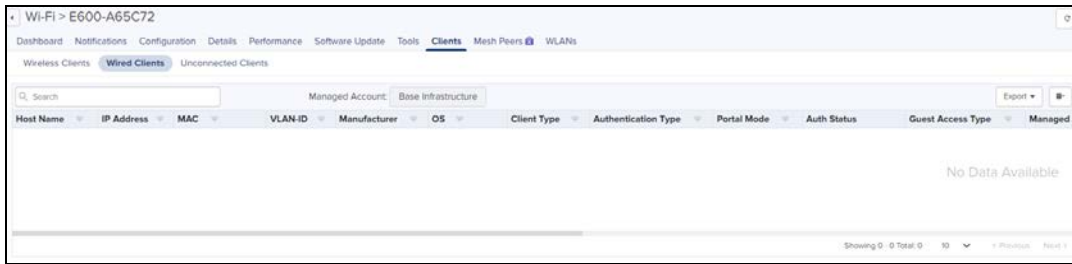 Wi-Fi > E600-A65C72
Dashboard Notifications Configuration Details Performance Software Update Tools Clients Mesh Peers WLANs
Wireless Clients Wired Clients Unconnected Clients
Search Managed Account: Base Infrastructure Export
Host Name IP Address MAC VLAN-ID Manufacturer OS Client Type Authentication Type Portal Mode Auth Status Guest Access Type Managed
No Data Available
Showing 0 - 0 Total: 0 10 < Previous Next >